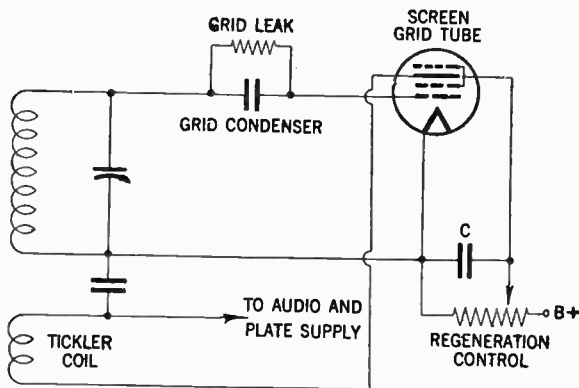 GRID LEAK
GRID CONDENSER
SCREEN
GRID TUBE
C
B+
REGENERATION
CONTROL
TO AUDIO AND
PLATE SUPPLY
TICKLER
COIL